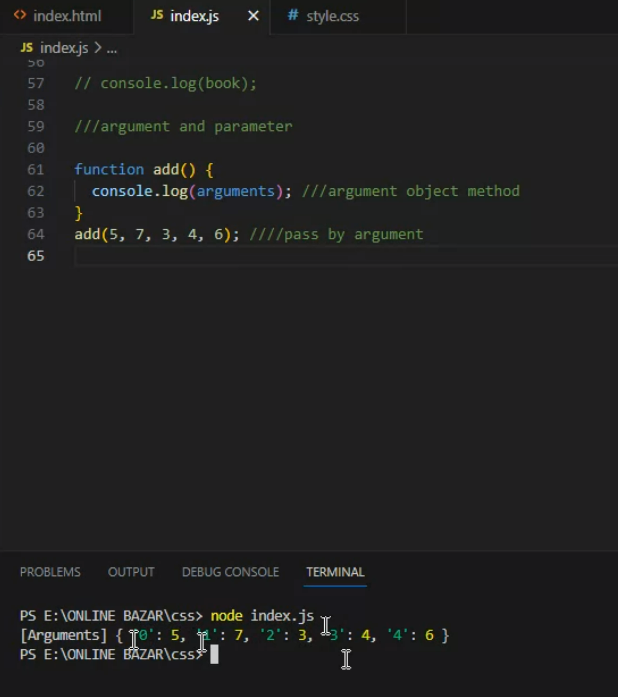 index.html JS index.js × # style.css
JS index.js > ...
56
57 // console.log(book);
58
59 ///argument and parameter
60
61 function add() {
62 console.log(arguments); ///argument object method
63 }
64 add(5, 7, 3, 4, 6); ////pass by argument
65
PROBLEMS OUTPUT DEBUG CONSOLE TERMINAL
PS E:\ONLINE BAZAR\css> node index.js
[Arguments] { '0': 5, '1': 7, '2': 3, '3': 4, '4': 6 }
PS E:\ONLINE BAZAR\css>